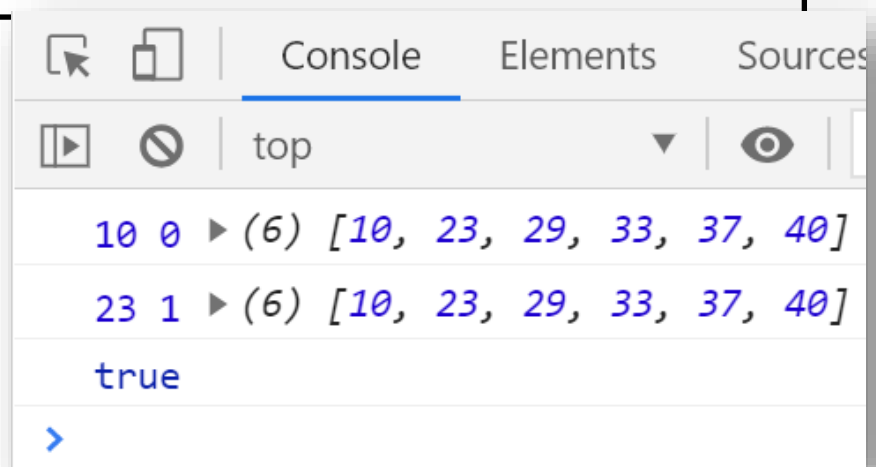 Console Elements Sources
top
10 0 (6) [10, 23, 29, 33, 37, 40]
23 1 (6) [10, 23, 29, 33, 37, 40]
true